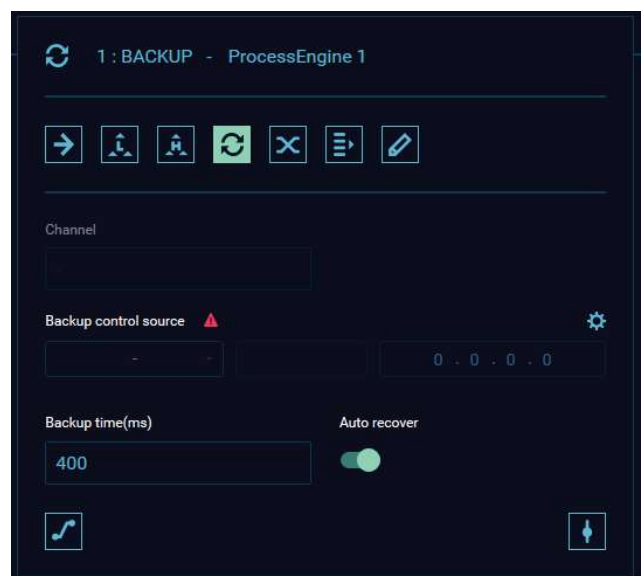 1 : BACKUP - ProcessEngine 1
L H
Channel
Backup control source
- -
0 . 0 . 0 . 0
Backup time(ms) Auto recover
400